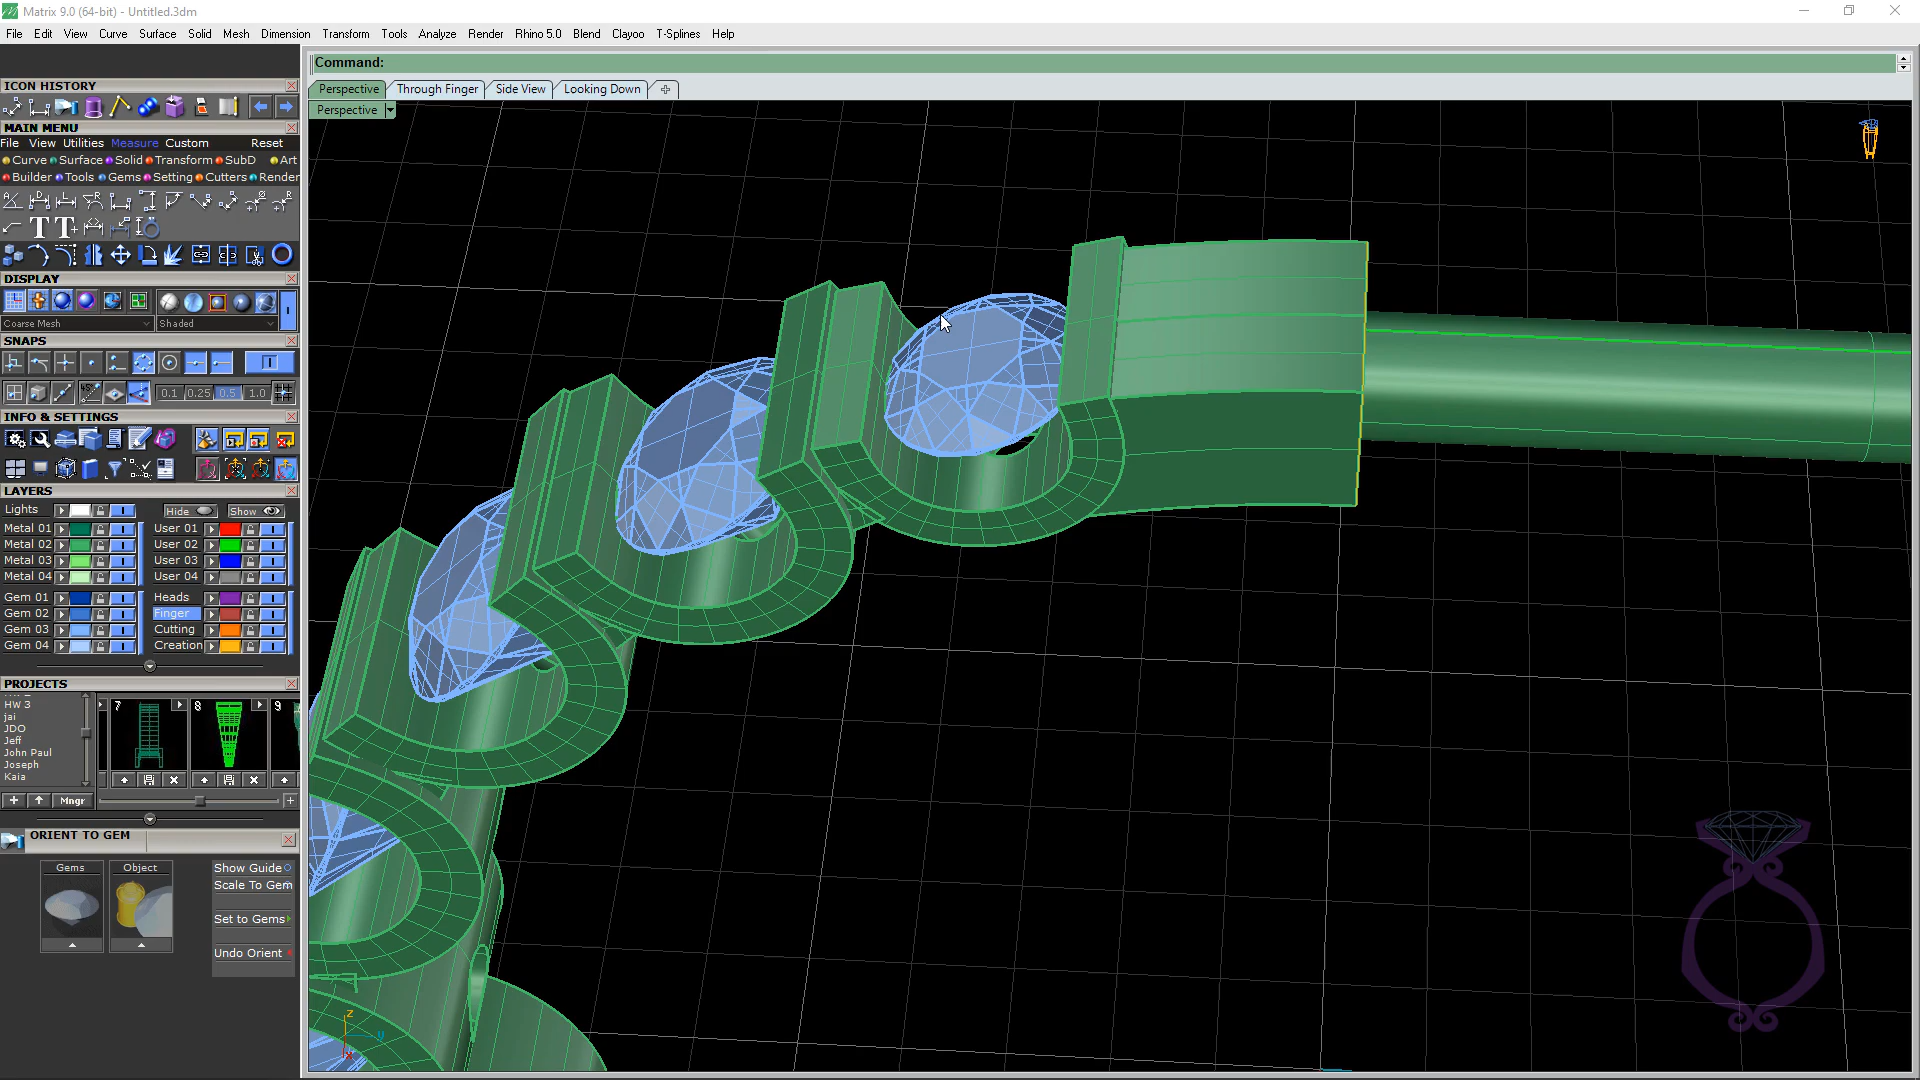 Matrix 9.0 (64-bit) - Untitled.3dm
File Edit View Curve Surface Solid Mesh Dimension Transform Tools Analyze Render Rhino 5.0 Blend Clayoo T-Splines Help
Command:
Perspective Through Finger Side View Looking Down
Perspective
ICON HISTORY
MAIN MENU
File View Utilities Measure Custom Reset
Curve Surface Solid Transform SubD Art
Builder Tools Gems Setting Cutters Render
DISPLAY
Coarse Mesh Shaded
SNAPS
0.1 0.25 0.5 1.0
INFO & SETTINGS
LAYERS
Lights Hide Show
Metal 01 User 01
Metal 02 User 02
Metal 03 User 03
Metal 04 User 04
Gem 01 Heads
Gem 02 Finger
Gem 03 Cutting
Gem 04 Creation
PROJECTS
HW 3
jai
JDO
Jeff
John Paul
Joseph
Kaia
7 8 9
Mngr
ORIENT TO GEM
Gems Object Show Guide
Scale To Gem
Set to Gems
Undo Orient
z
y
x